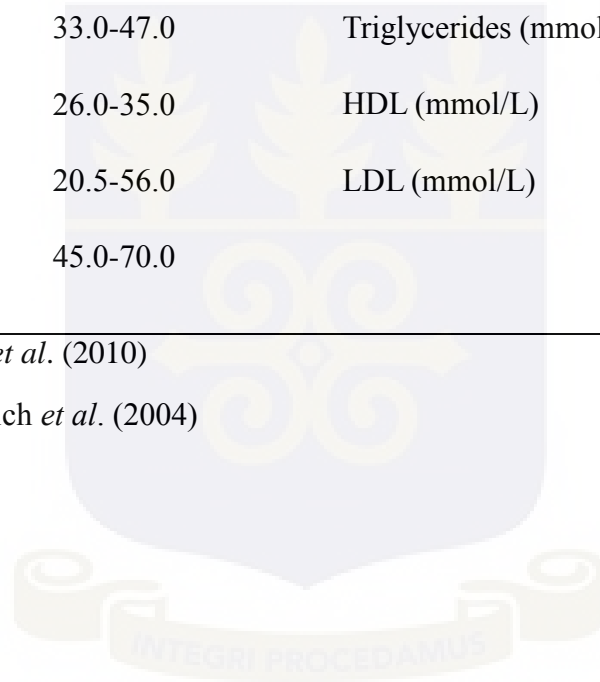 33.0-47.0 Triglycerides (mmol
26.0-35.0 HDL (mmol/L)
20.5-56.0 LDL (mmol/L)
45.0-70.0
et al. (2010)
ch et al. (2004)
INTEGRI PROCEDAMUS